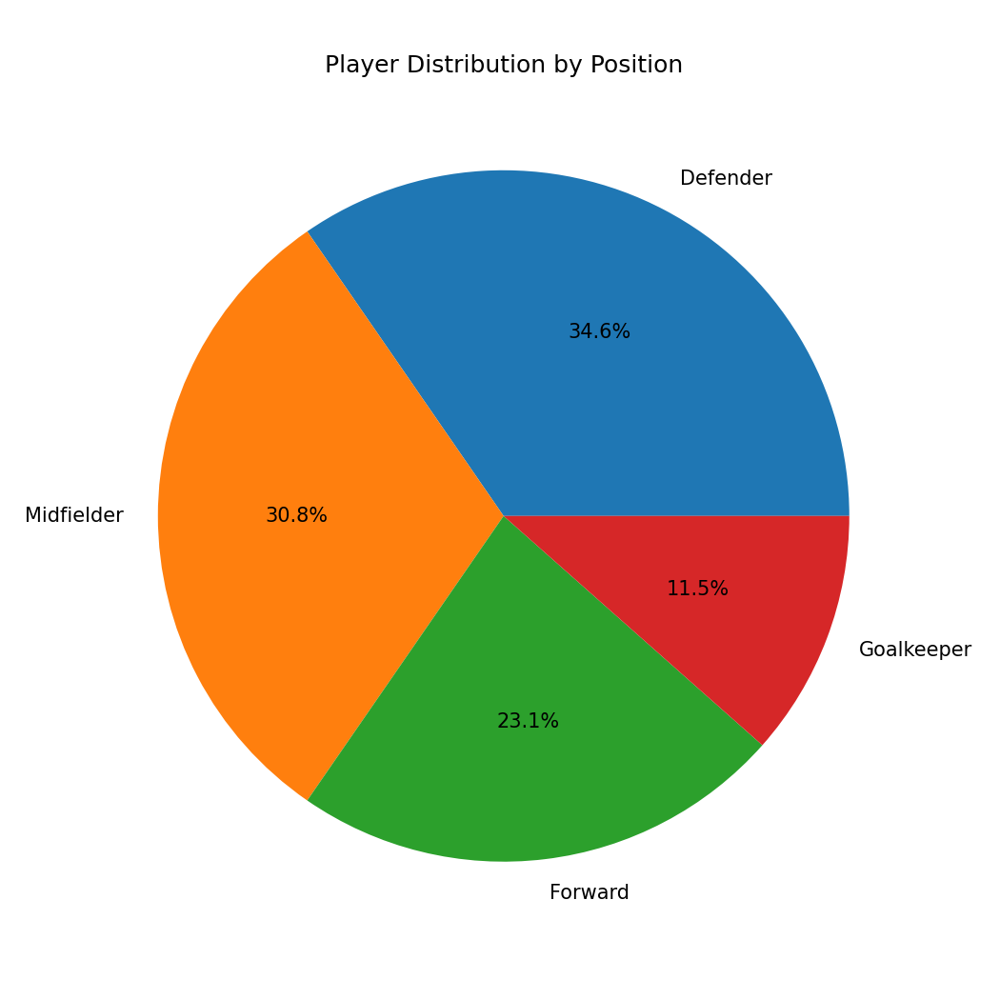 Player Distribution by Position
Defender
34.6%
Midfielder
30.8%
11.5%
Goalkeeper
23.1%
Forward